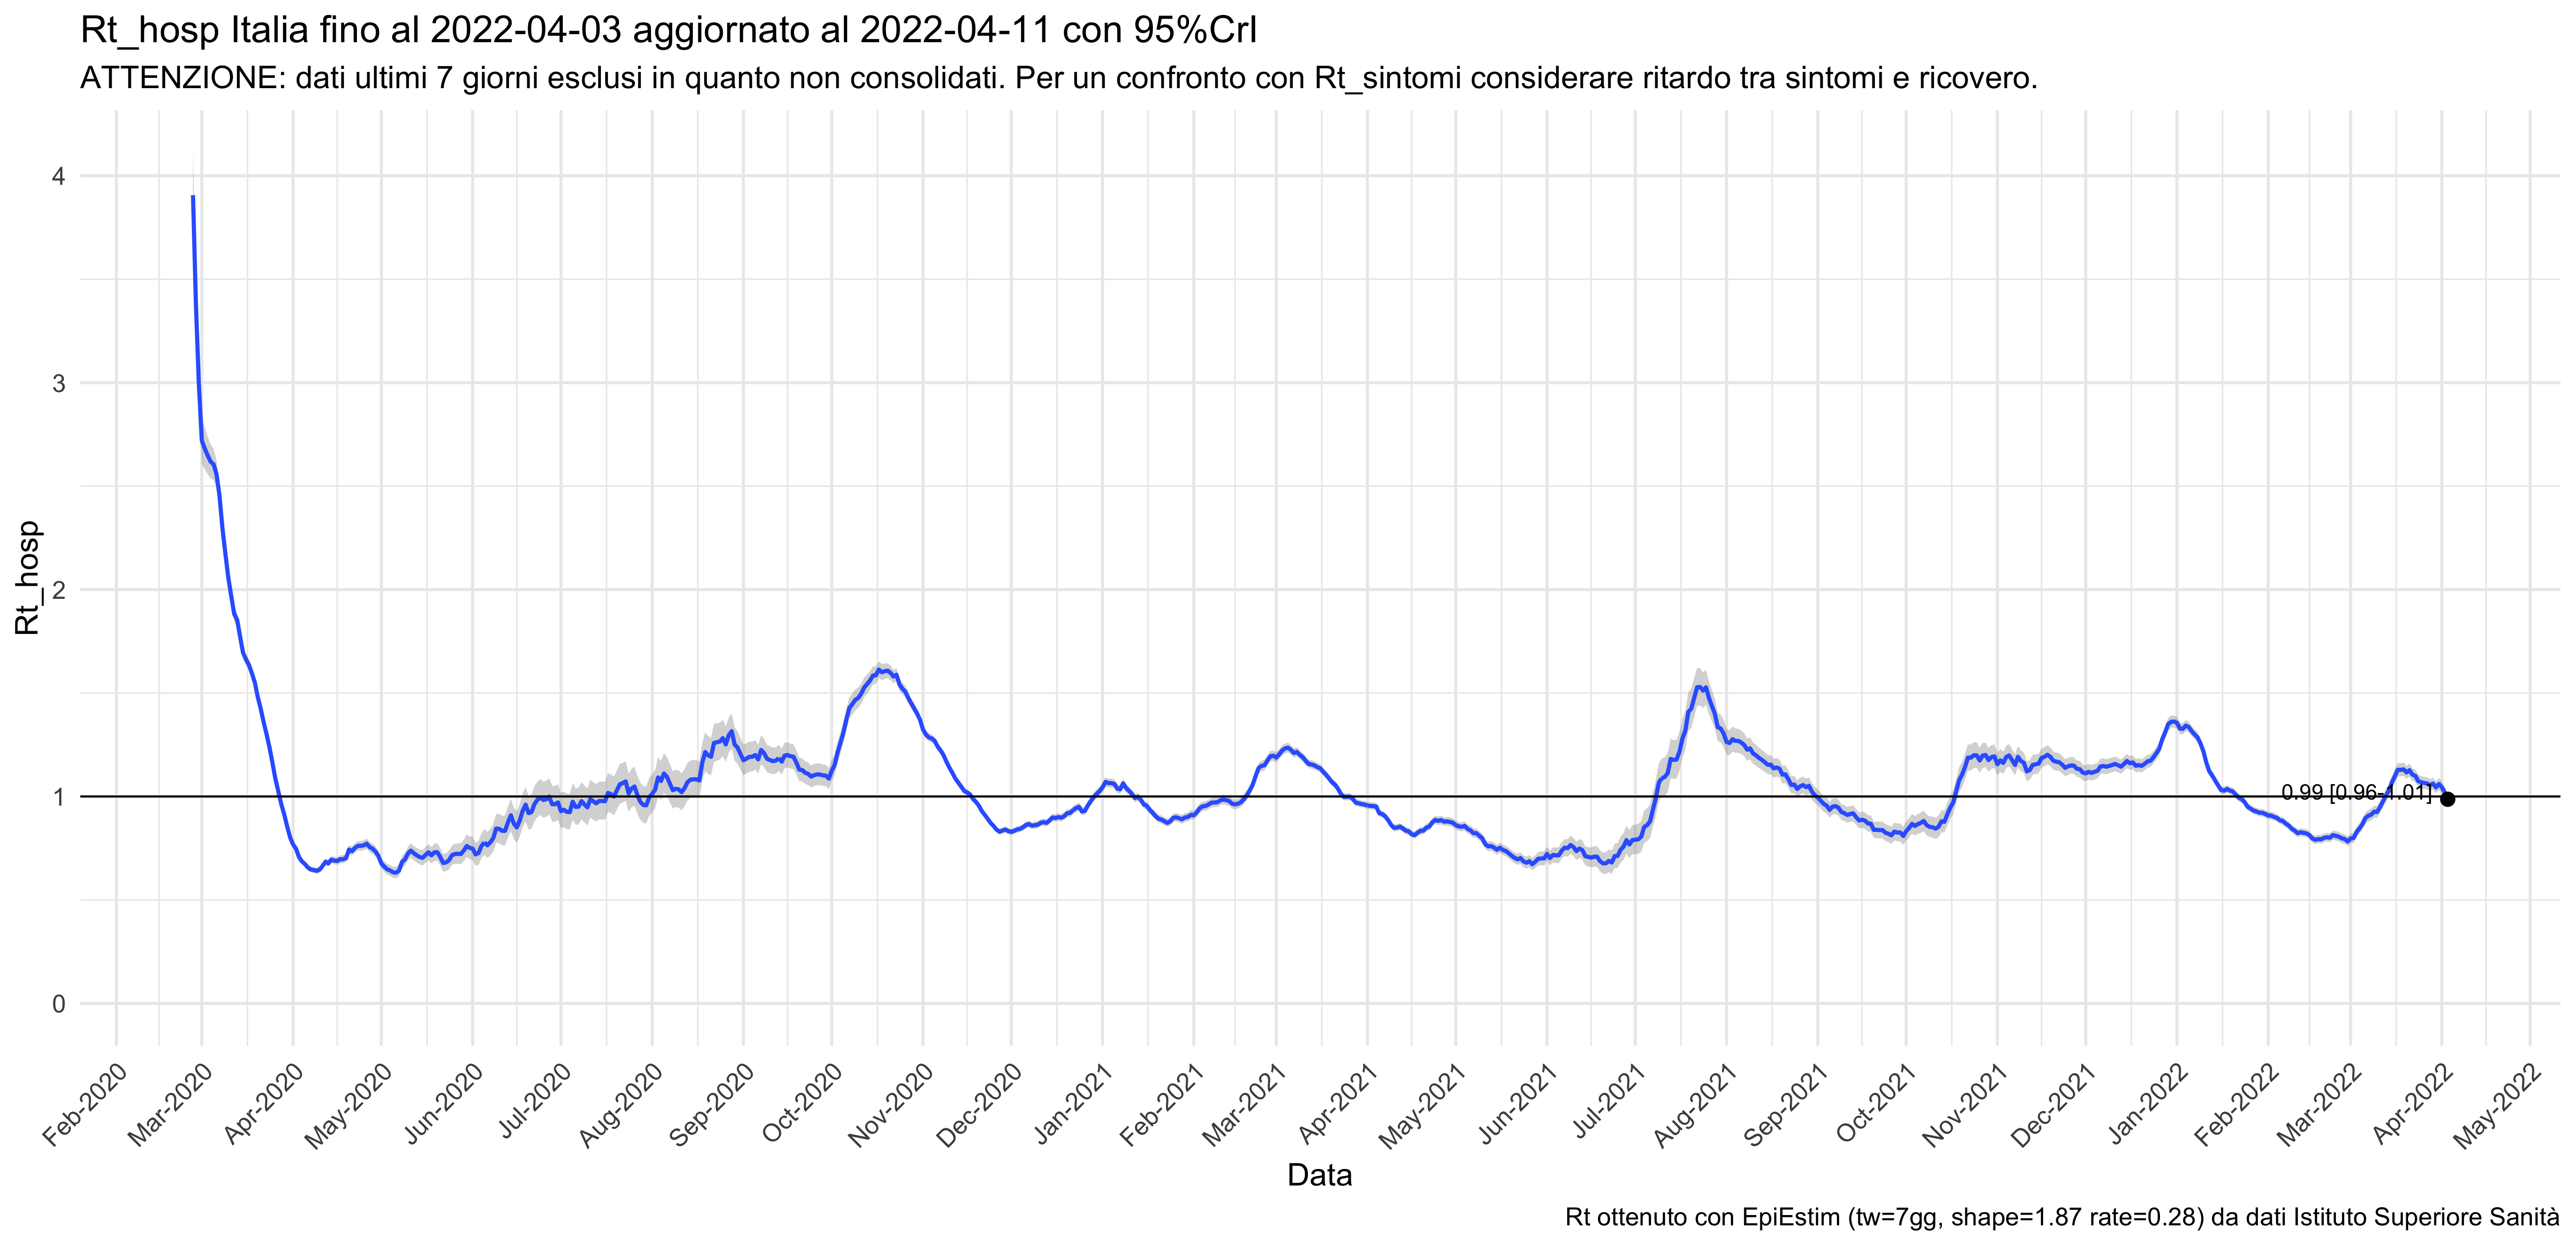 Rt_hosp Italia fino al 2022-04-03 aggiornato al 2022-04-11 con 95%CrI
ATTENZIONE: dati ultimi 7 giorni esclusi in quanto non consolidati. Per un confronto con Rt_sintomi considerare ritardo tra sintomi e ricovero.
4
3
2
1
0
Rt_hosp
0.99 [0.96-1.01]
Feb-2020
Mar-2020
Apr-2020
May-2020
Jun-2020
Jul-2020
Aug-2020
Sep-2020
Oct-2020
Nov-2020
Dec-2020
Jan-2021
Feb-2021
Mar-2021
Apr-2021
May-2021
Jun-2021
Jul-2021
Aug-2021
Sep-2021
Oct-2021
Nov-2021
Dec-2021
Jan-2022
Feb-2022
Mar-2022
Apr-2022
May-2022
Data
Rt ottenuto con EpiEstim (tw=7gg, shape=1.87 rate=0.28) da dati Istituto Superiore Sanità